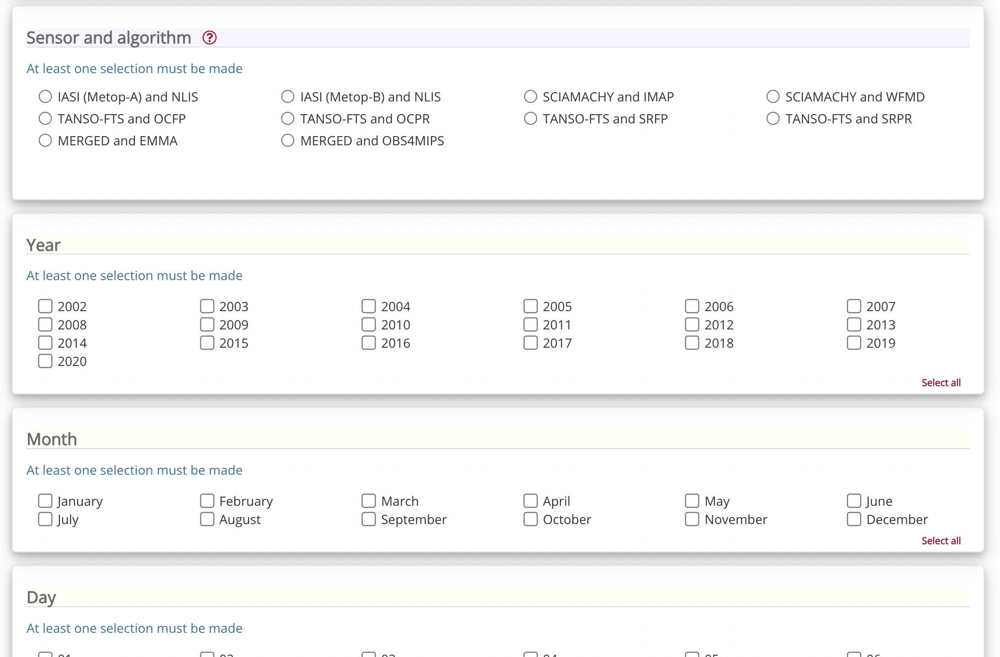 Sensor and algorithm ?
At least one selection must be made
IASI (Metop-A) and NLIS IASI (Metop-B) and NLIS SCIAMACHY and IMAP SCIAMACHY and WFMD
TANSO-FTS and OCFP TANSO-FTS and OCPR TANSO-FTS and SRFP TANSO-FTS and SRPR
MERGED and EMMA MERGED and OBS4MIPS
Year
At least one selection must be made
2002 2003 2004 2005 2006 2007
2008 2009 2010 2011 2012 2013
2014 2015 2016 2017 2018 2019
2020
Select all
Month
At least one selection must be made
January February March April May June
July August September October November December
Select all
Day
At least one selection must be made